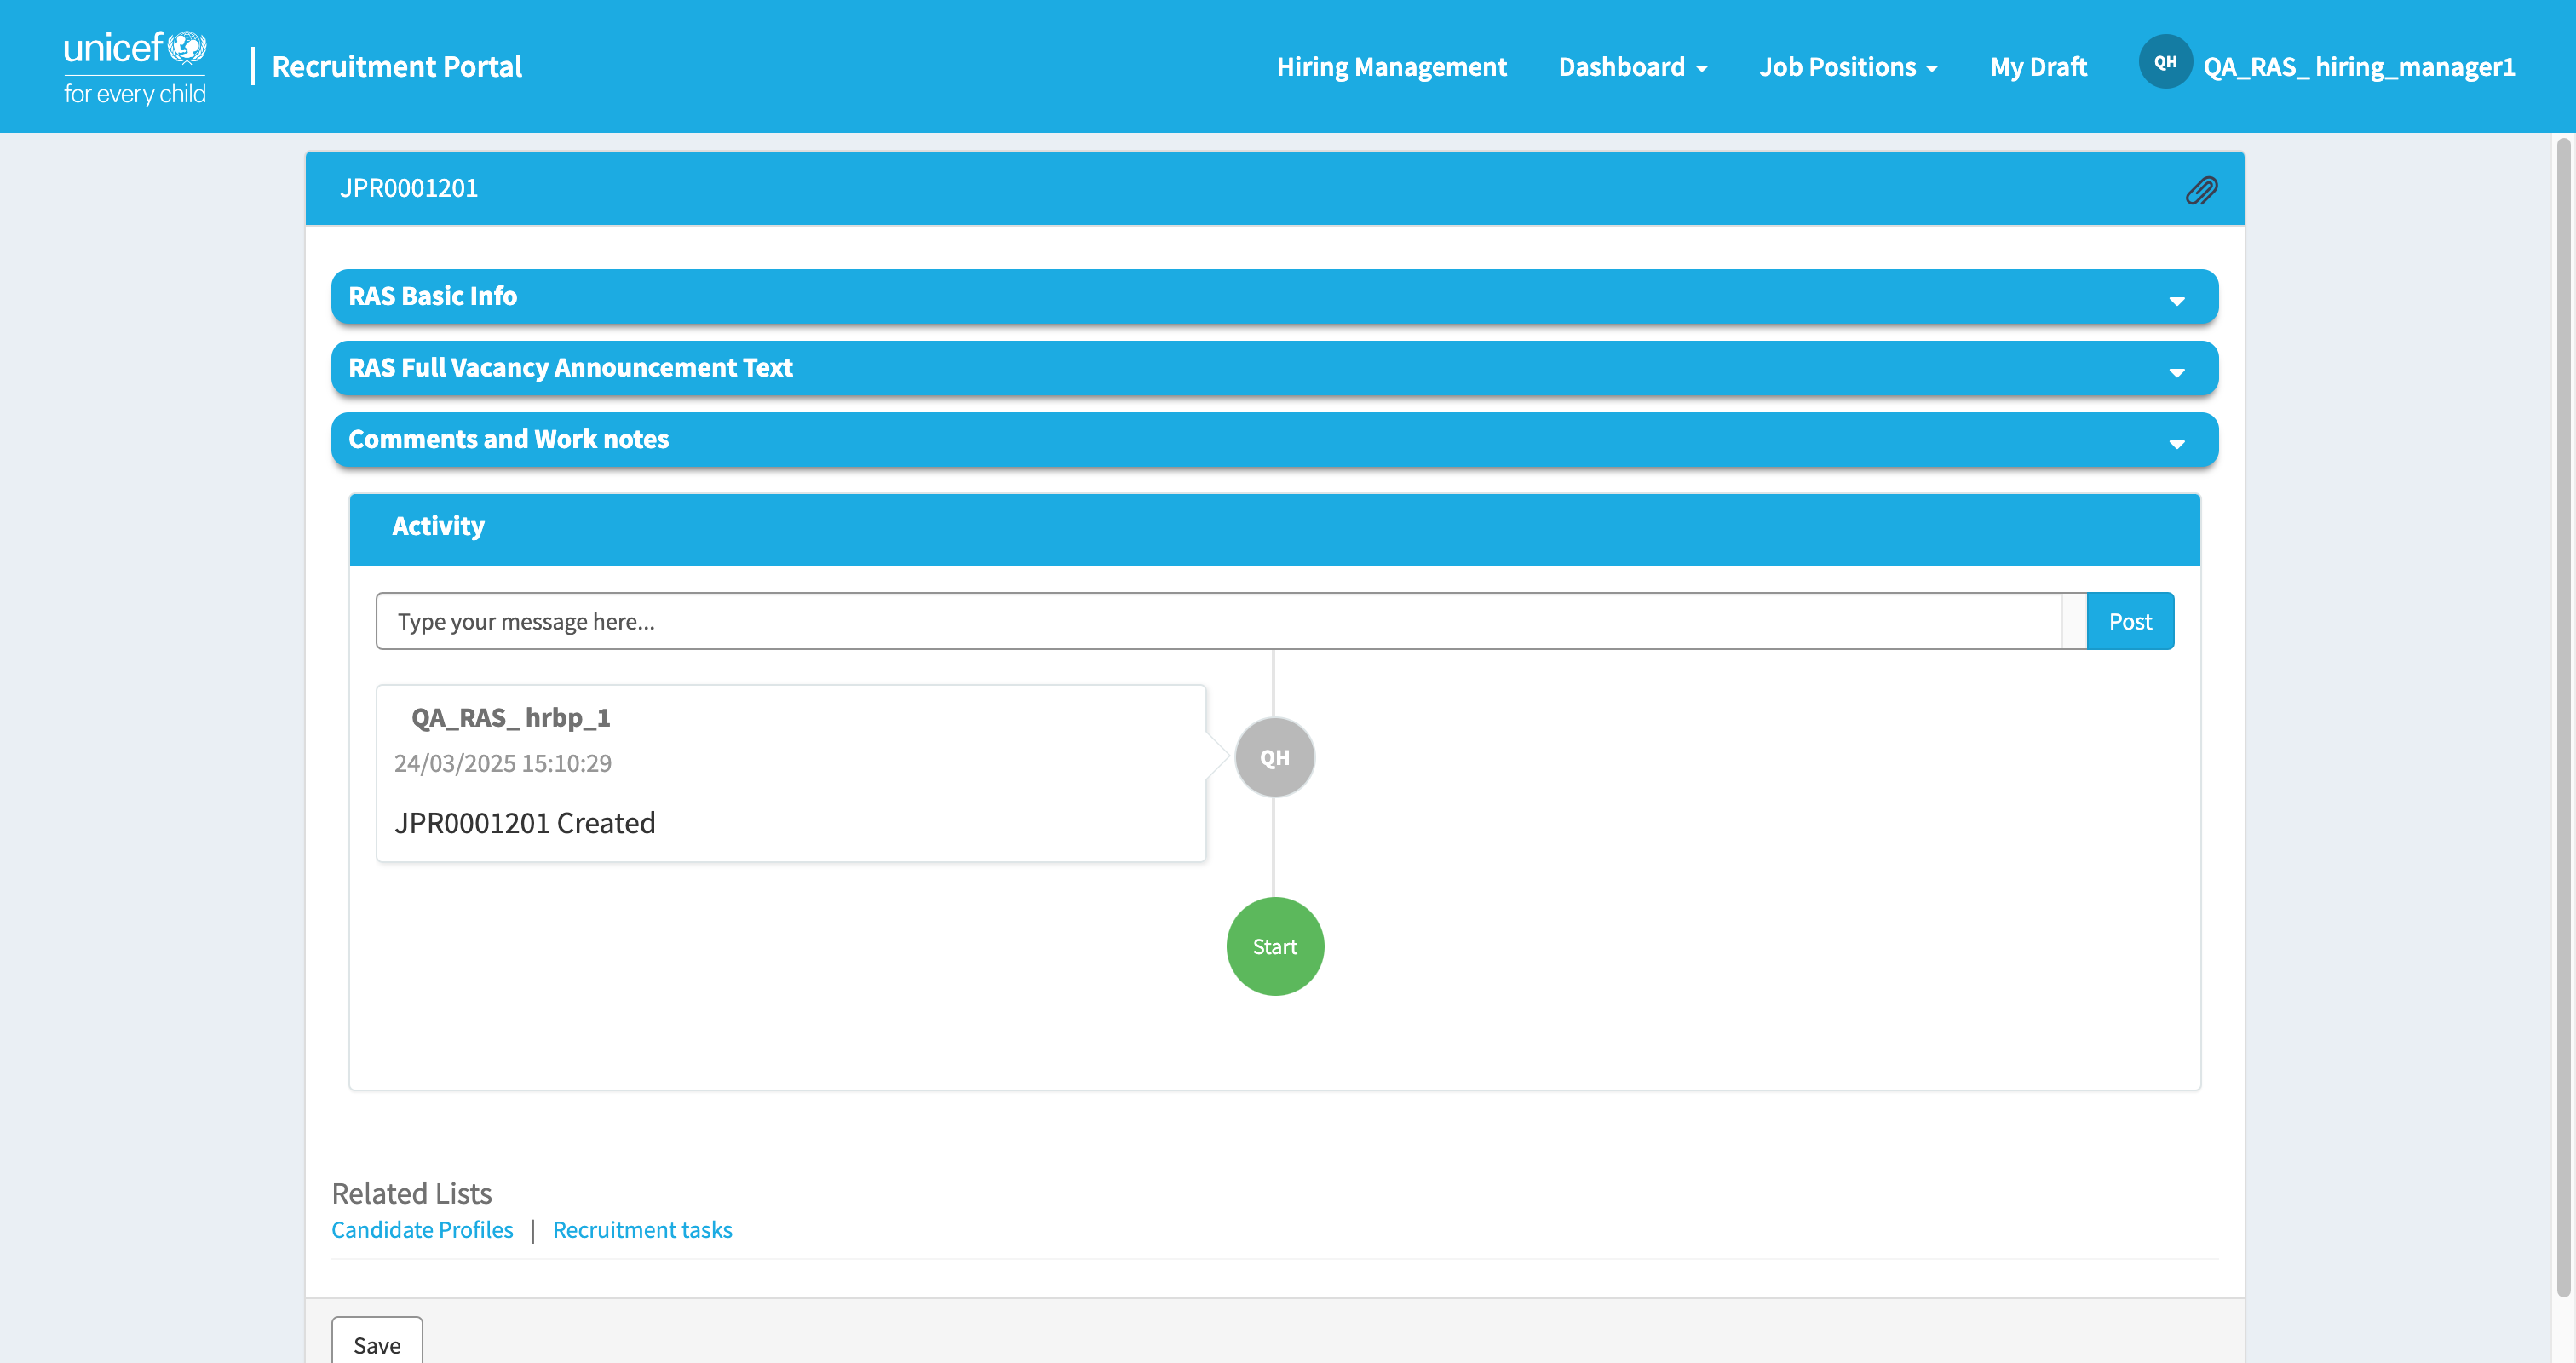 unicef
for every child
Recruitment Portal
Hiring Management
Dashboard
Job Positions
My Draft
QH
QA_RAS_ hiring_manager1
JPR0001201
RAS Basic Info
RAS Full Vacancy Announcement Text
Comments and Work notes
Activity
Type your message here...
Post
QA_RAS_ hrbp_1
24/03/2025 15:10:29
JPR0001201 Created
QH
Start
Related Lists
Candidate Profiles | Recruitment tasks
Save